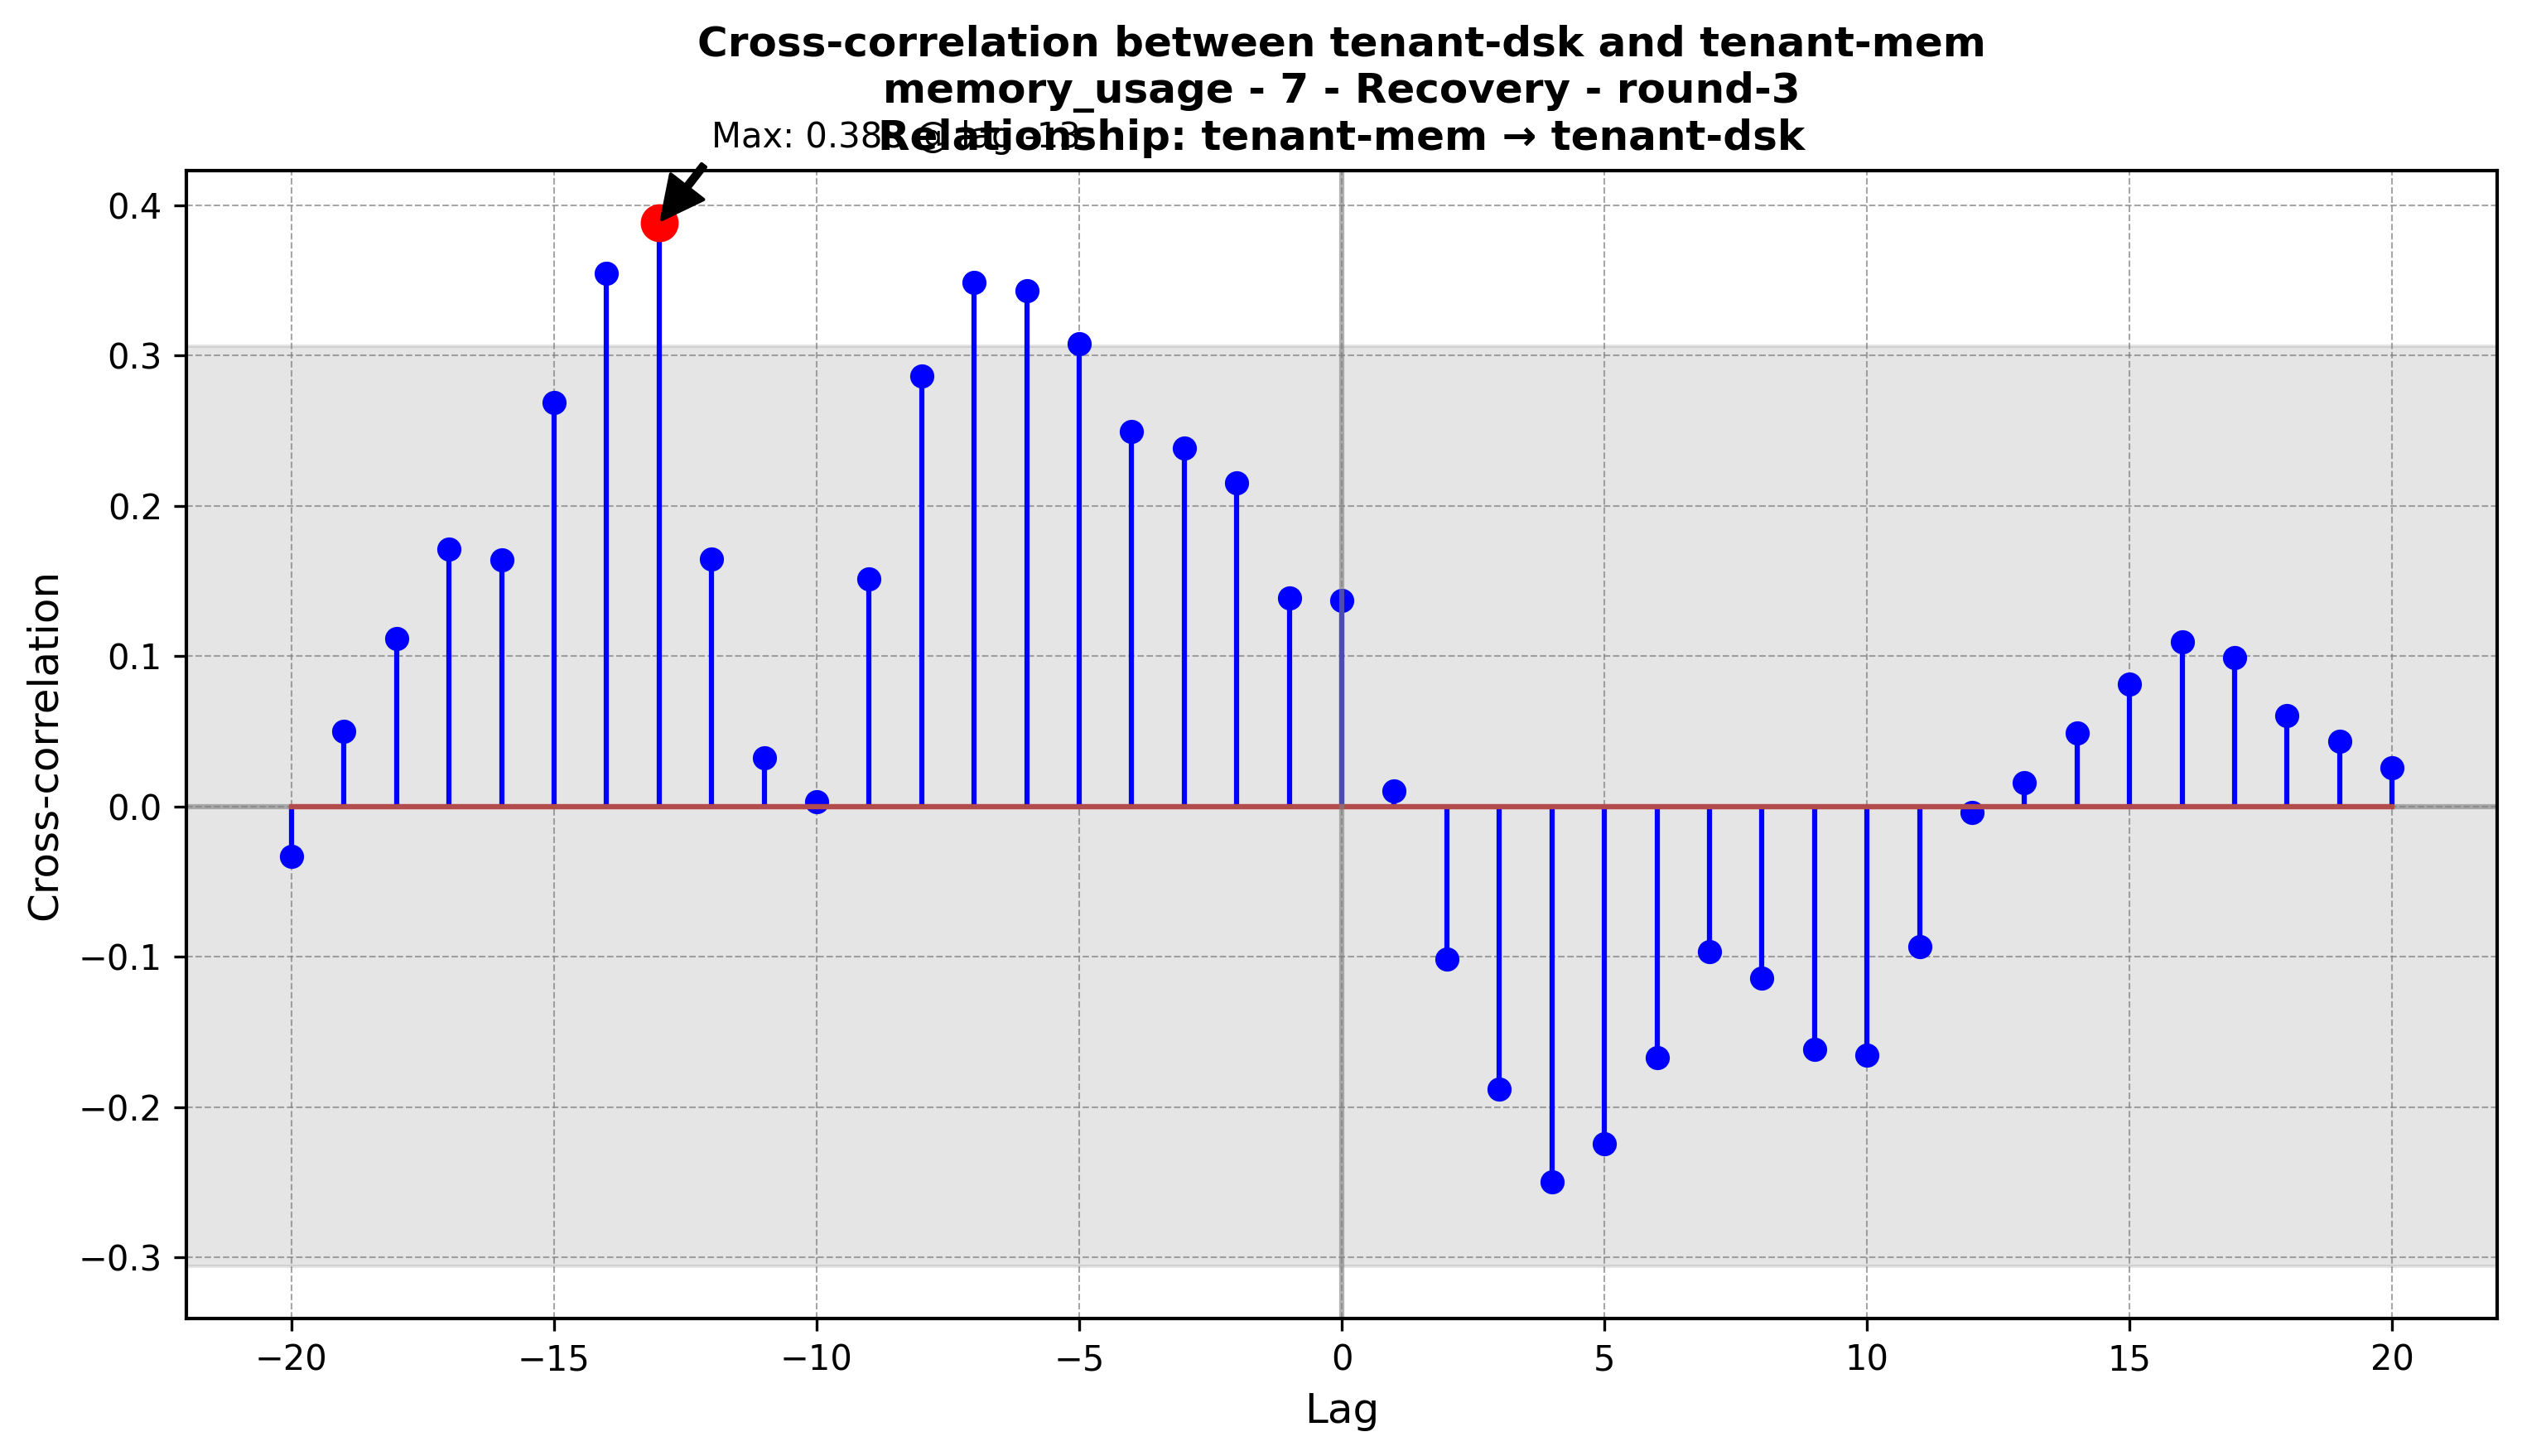 Cross-correlation between tenant-dsk and tenant-mem
memory_usage - 7 - Recovery - round-3
Relationship: tenant-mem → tenant-dsk
Max: 0.38 @ lag -13
0.4
0.3
0.2
0.1
0.0
−0.1
−0.2
−0.3
Cross-correlation
−20
−15
−10
−5
0
5
10
15
20
Lag